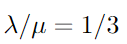 λ/μ = 1/3